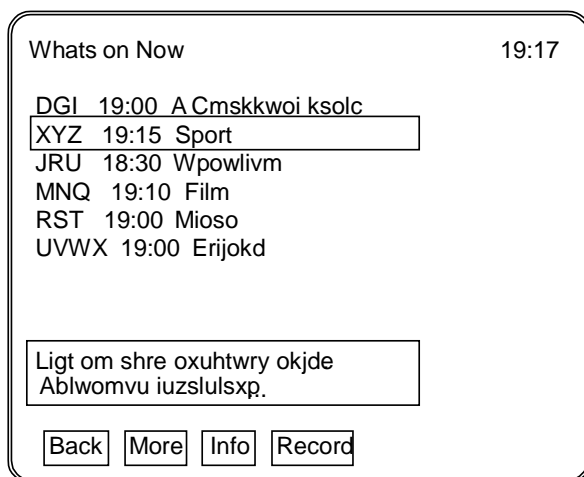 Whats on Now 19:17
DGI 19:00 A Cmskkwoi ksolc
XYZ 19:15 Sport
JRU 18:30 Wpowlivm
MNQ 19:10 Film
RST 19:00 Mioso
UVWX 19:00 Erijokd
Ligt om shre oxuhtwry okjde
Ablwomvu iuzslulsxp..
Back More Info Record